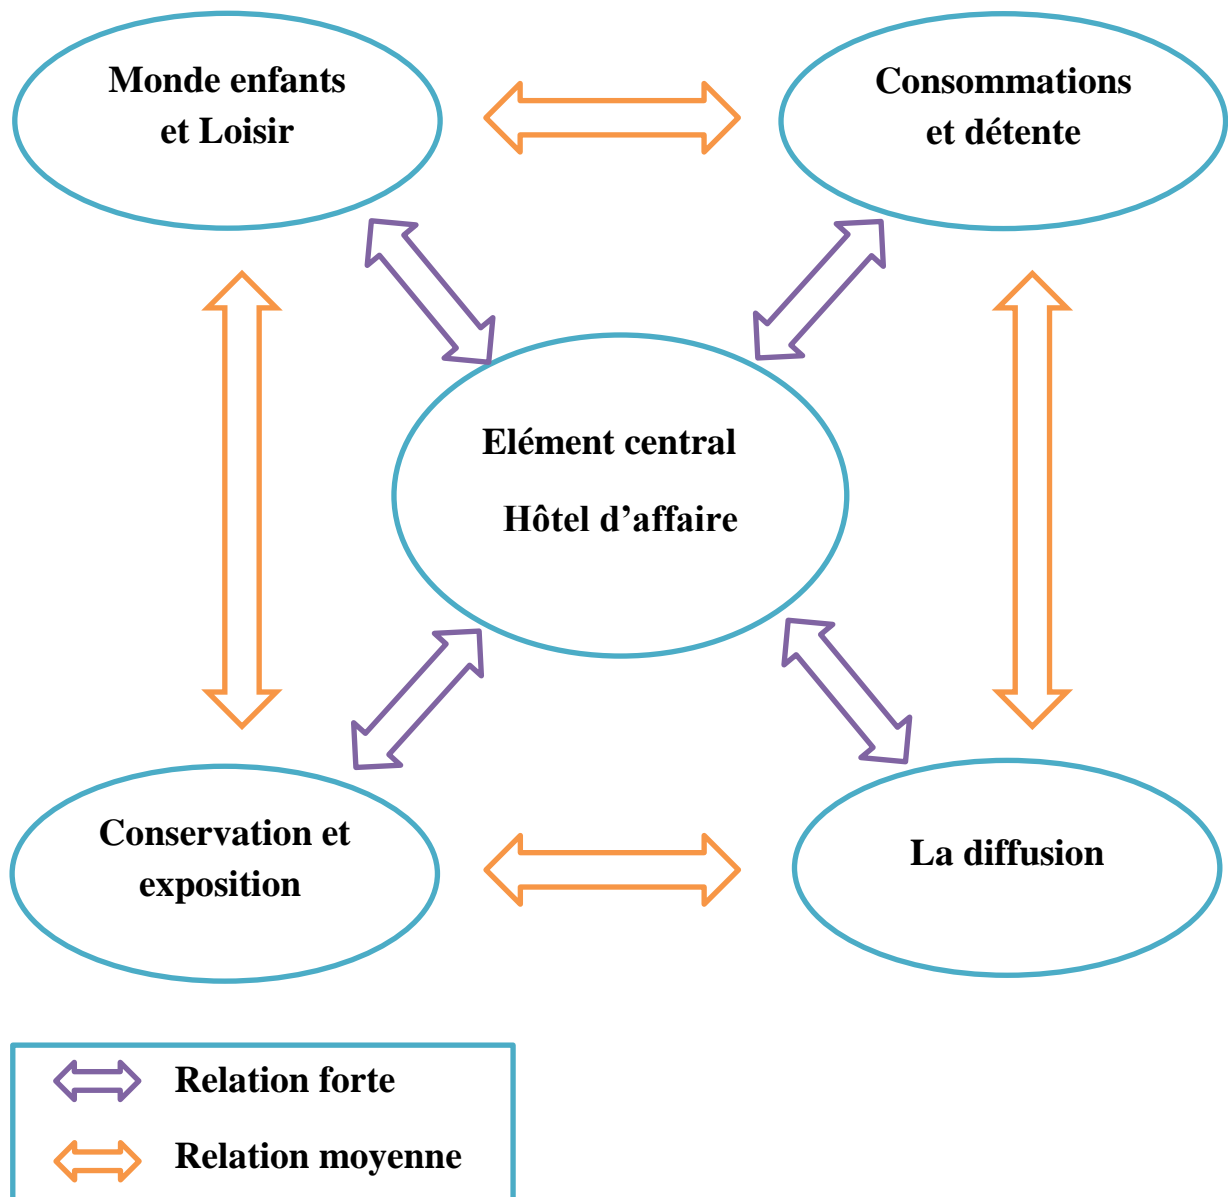 Monde enfants
et Loisir
Consommations
et détente
Elément central
Hôtel d’affaire
Conservation et
exposition
La diffusion
Relation forte
Relation moyenne